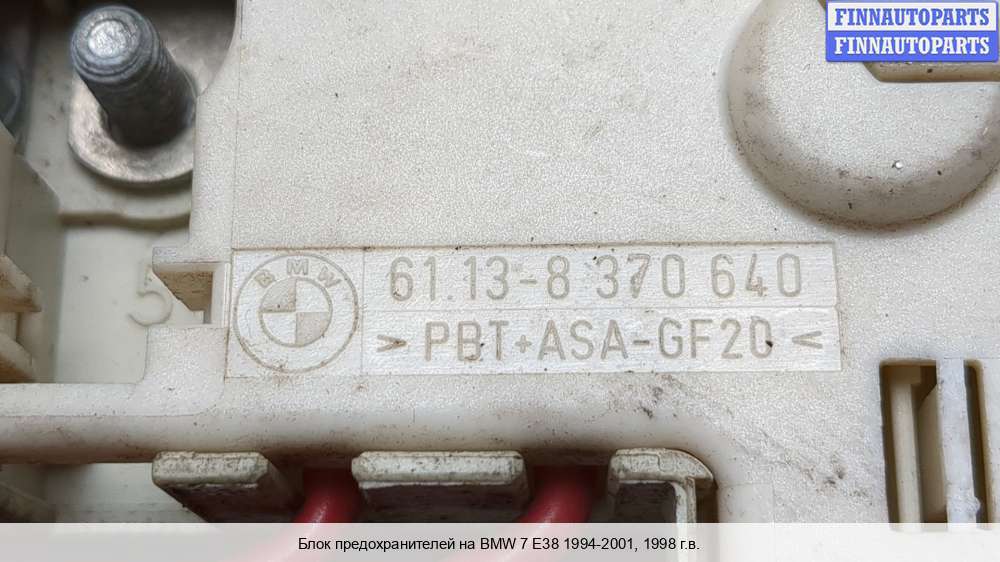 FINNAUTOPARTS
FINNAUTOPARTS
BMW
61.13-8 370 640
5
> PBT+ASA-GF20 <
Блок предохранителей на BMW 7 E38 1994-2001, 1998 г.в.